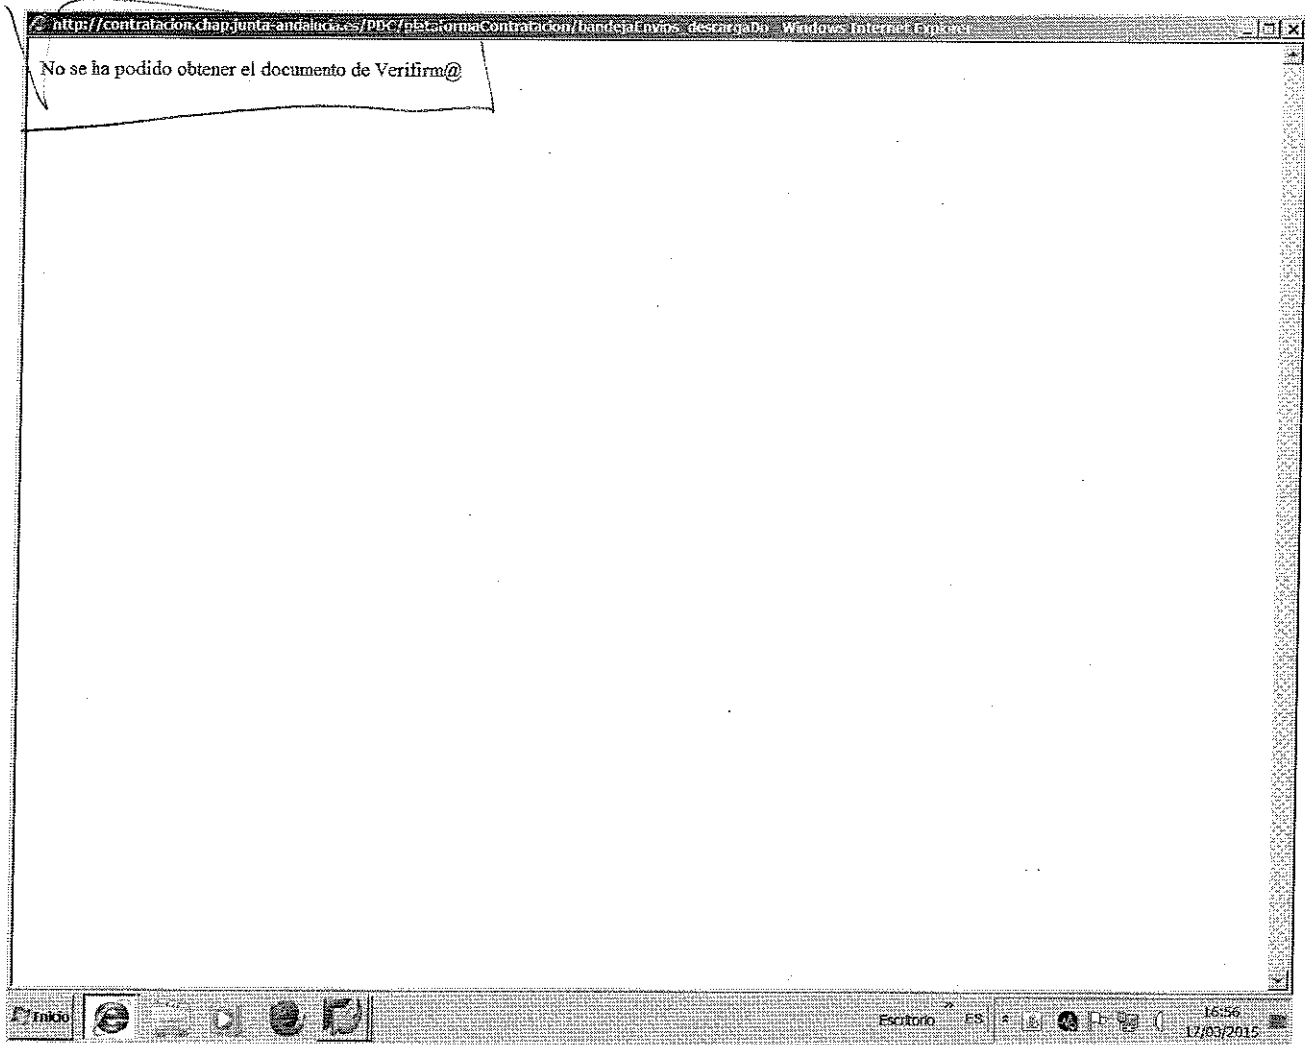 http://contratacion.chap.junta-andalucia.es/PDC/plataformaContratacion/bandejaEnvios_descargaDo - Windows Internet Explorer
No se ha podido obtener el documento de Verifirm@
Inicio
Escritorio
ES
16:56
17/03/2015